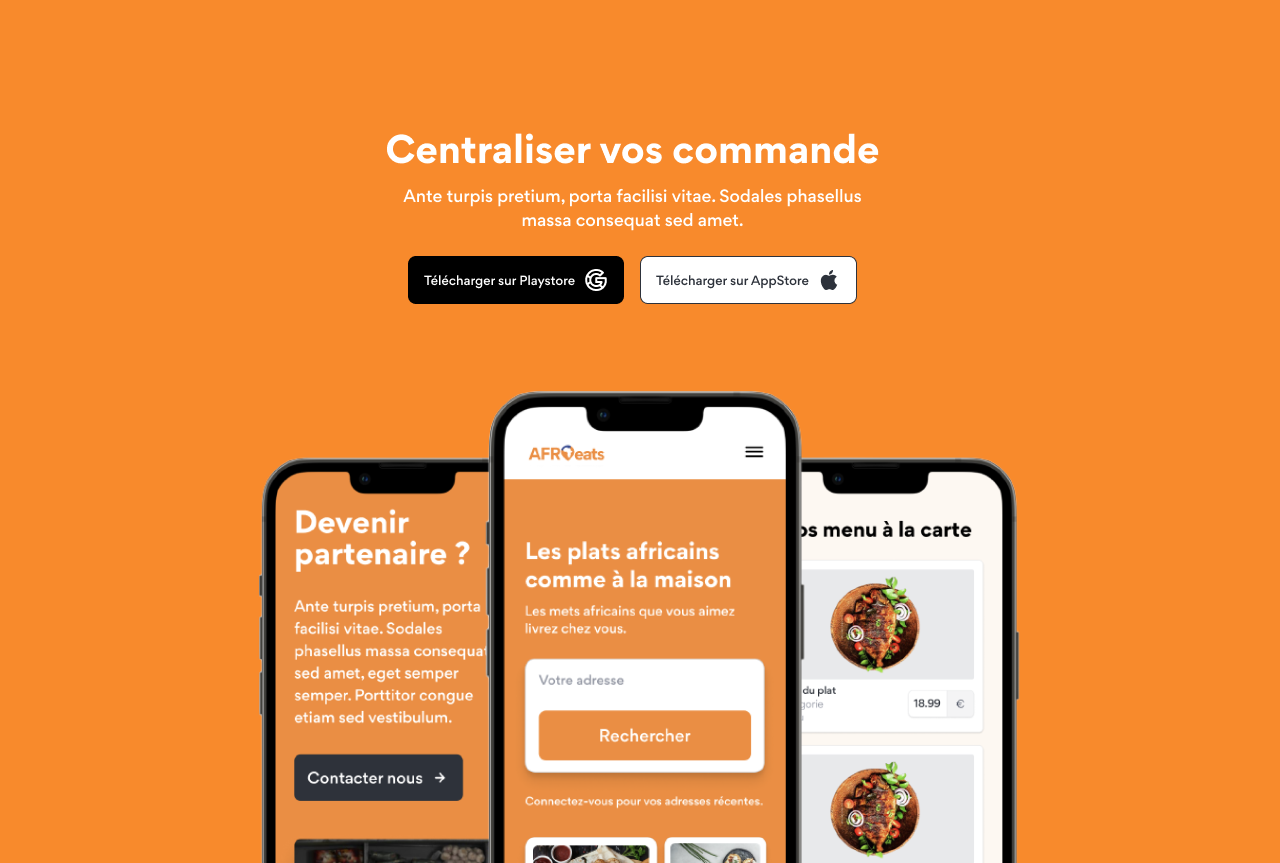 Centraliser vos commande
Ante turpis pretium, porta facilisi vitae. Sodales phasellus
massa consequat sed amet.
Télécharger sur Playstore
Télécharger sur AppStore
AFROeats
Devenir
partenaire ?
Ante turpis pretium, porta
facilisi vitae. Sodales
phasellus massa consequat
sed amet, eget semper
semper. Porttitor congue
etiam sed vestibulum.
Contacter nous
Les plats africains
comme à la maison
Les mets africains que vous aimez
livrez chez vous.
Votre adresse
Rechercher
Connectez-vous pour vos adresses récentes.
os menu à la carte
du plat
gorie
18.99 €